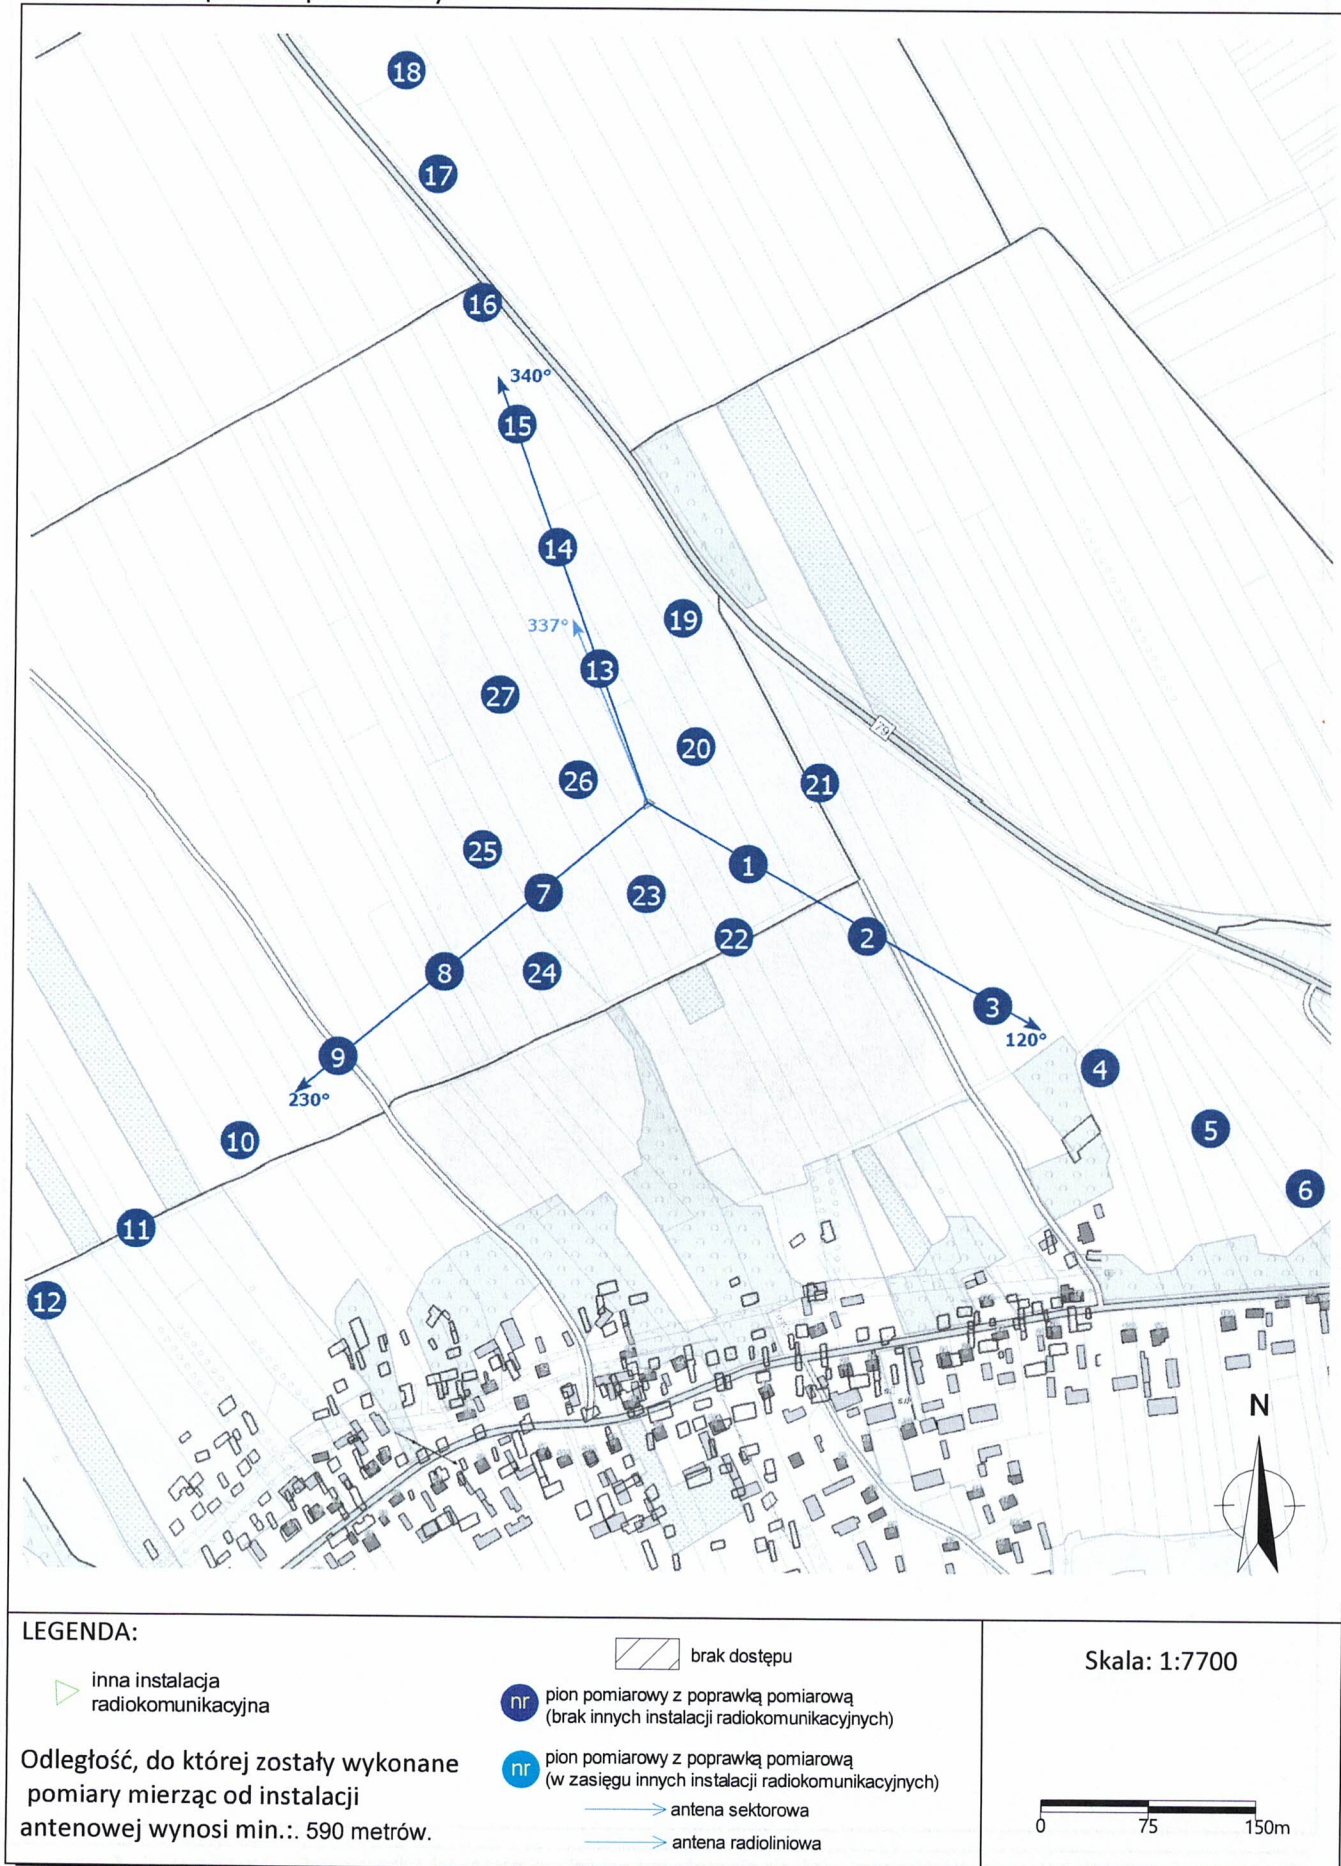 18
17
16
340°
15
14
337°
19
13
27
20
79
26
21
25
1
7
23
22
2
8
24
3
120°
9
4
230°
5
10
6
11
12
N
LEGENDA:
inna instalacja
radiokomunikacyjna
Odległość, do której zostały wykonane
pomiary mierząc od instalacji
antenowej wynosi min.:. 590 metrów.
brak dostępu
nr pion pomiarowy z poprawką pomiarową
(brak innych instalacji radiokomunikacyjnych)
nr pion pomiarowy z poprawką pomiarową
(w zasięgu innych instalacji radiokomunikacyjnych)
antena sektorowa
antena radioliniowa
Skala: 1:7700
0 75 150m